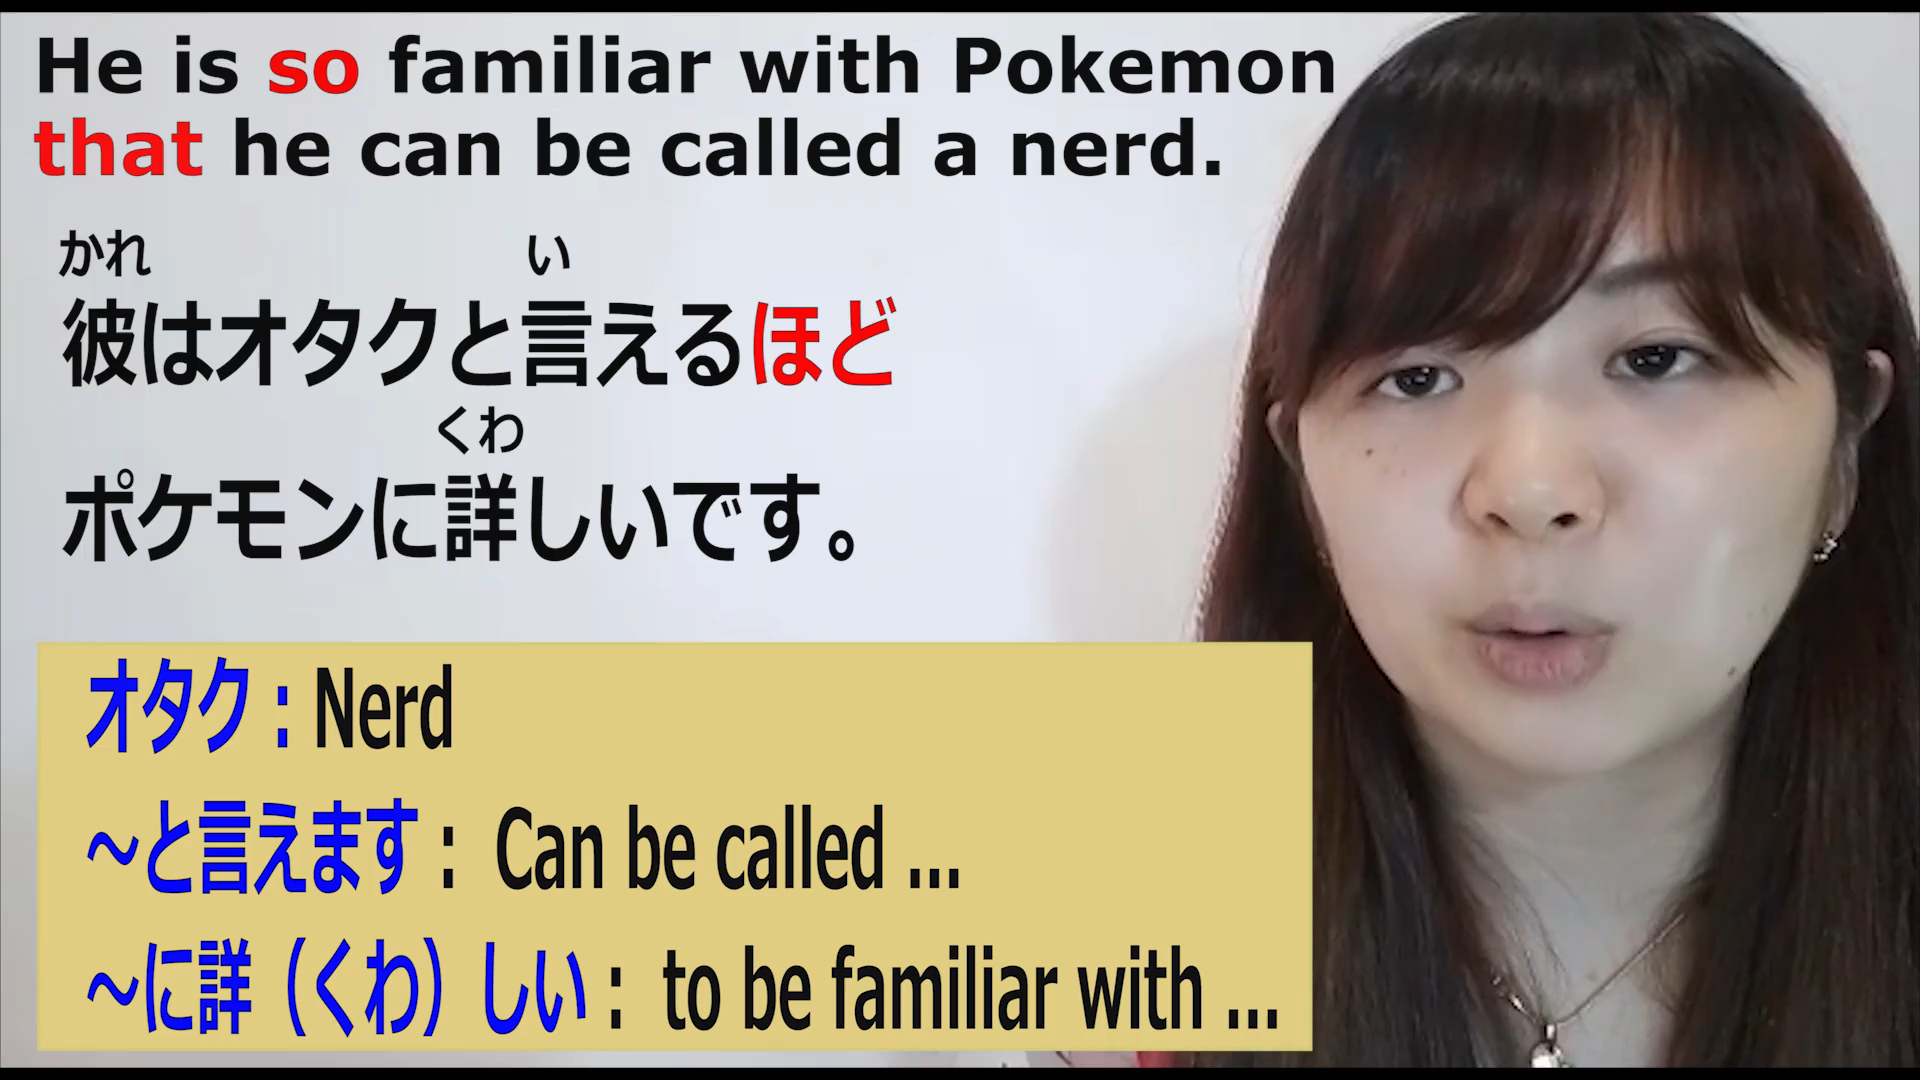 He is so familiar with Pokemon
that he can be called a nerd.
かれ い
彼はオタクと言えるほど
くわ
ポケモンに詳しいです。
オタク : Nerd
～と言えます : Can be called ...
～に詳（くわ）しい : to be familiar with ...